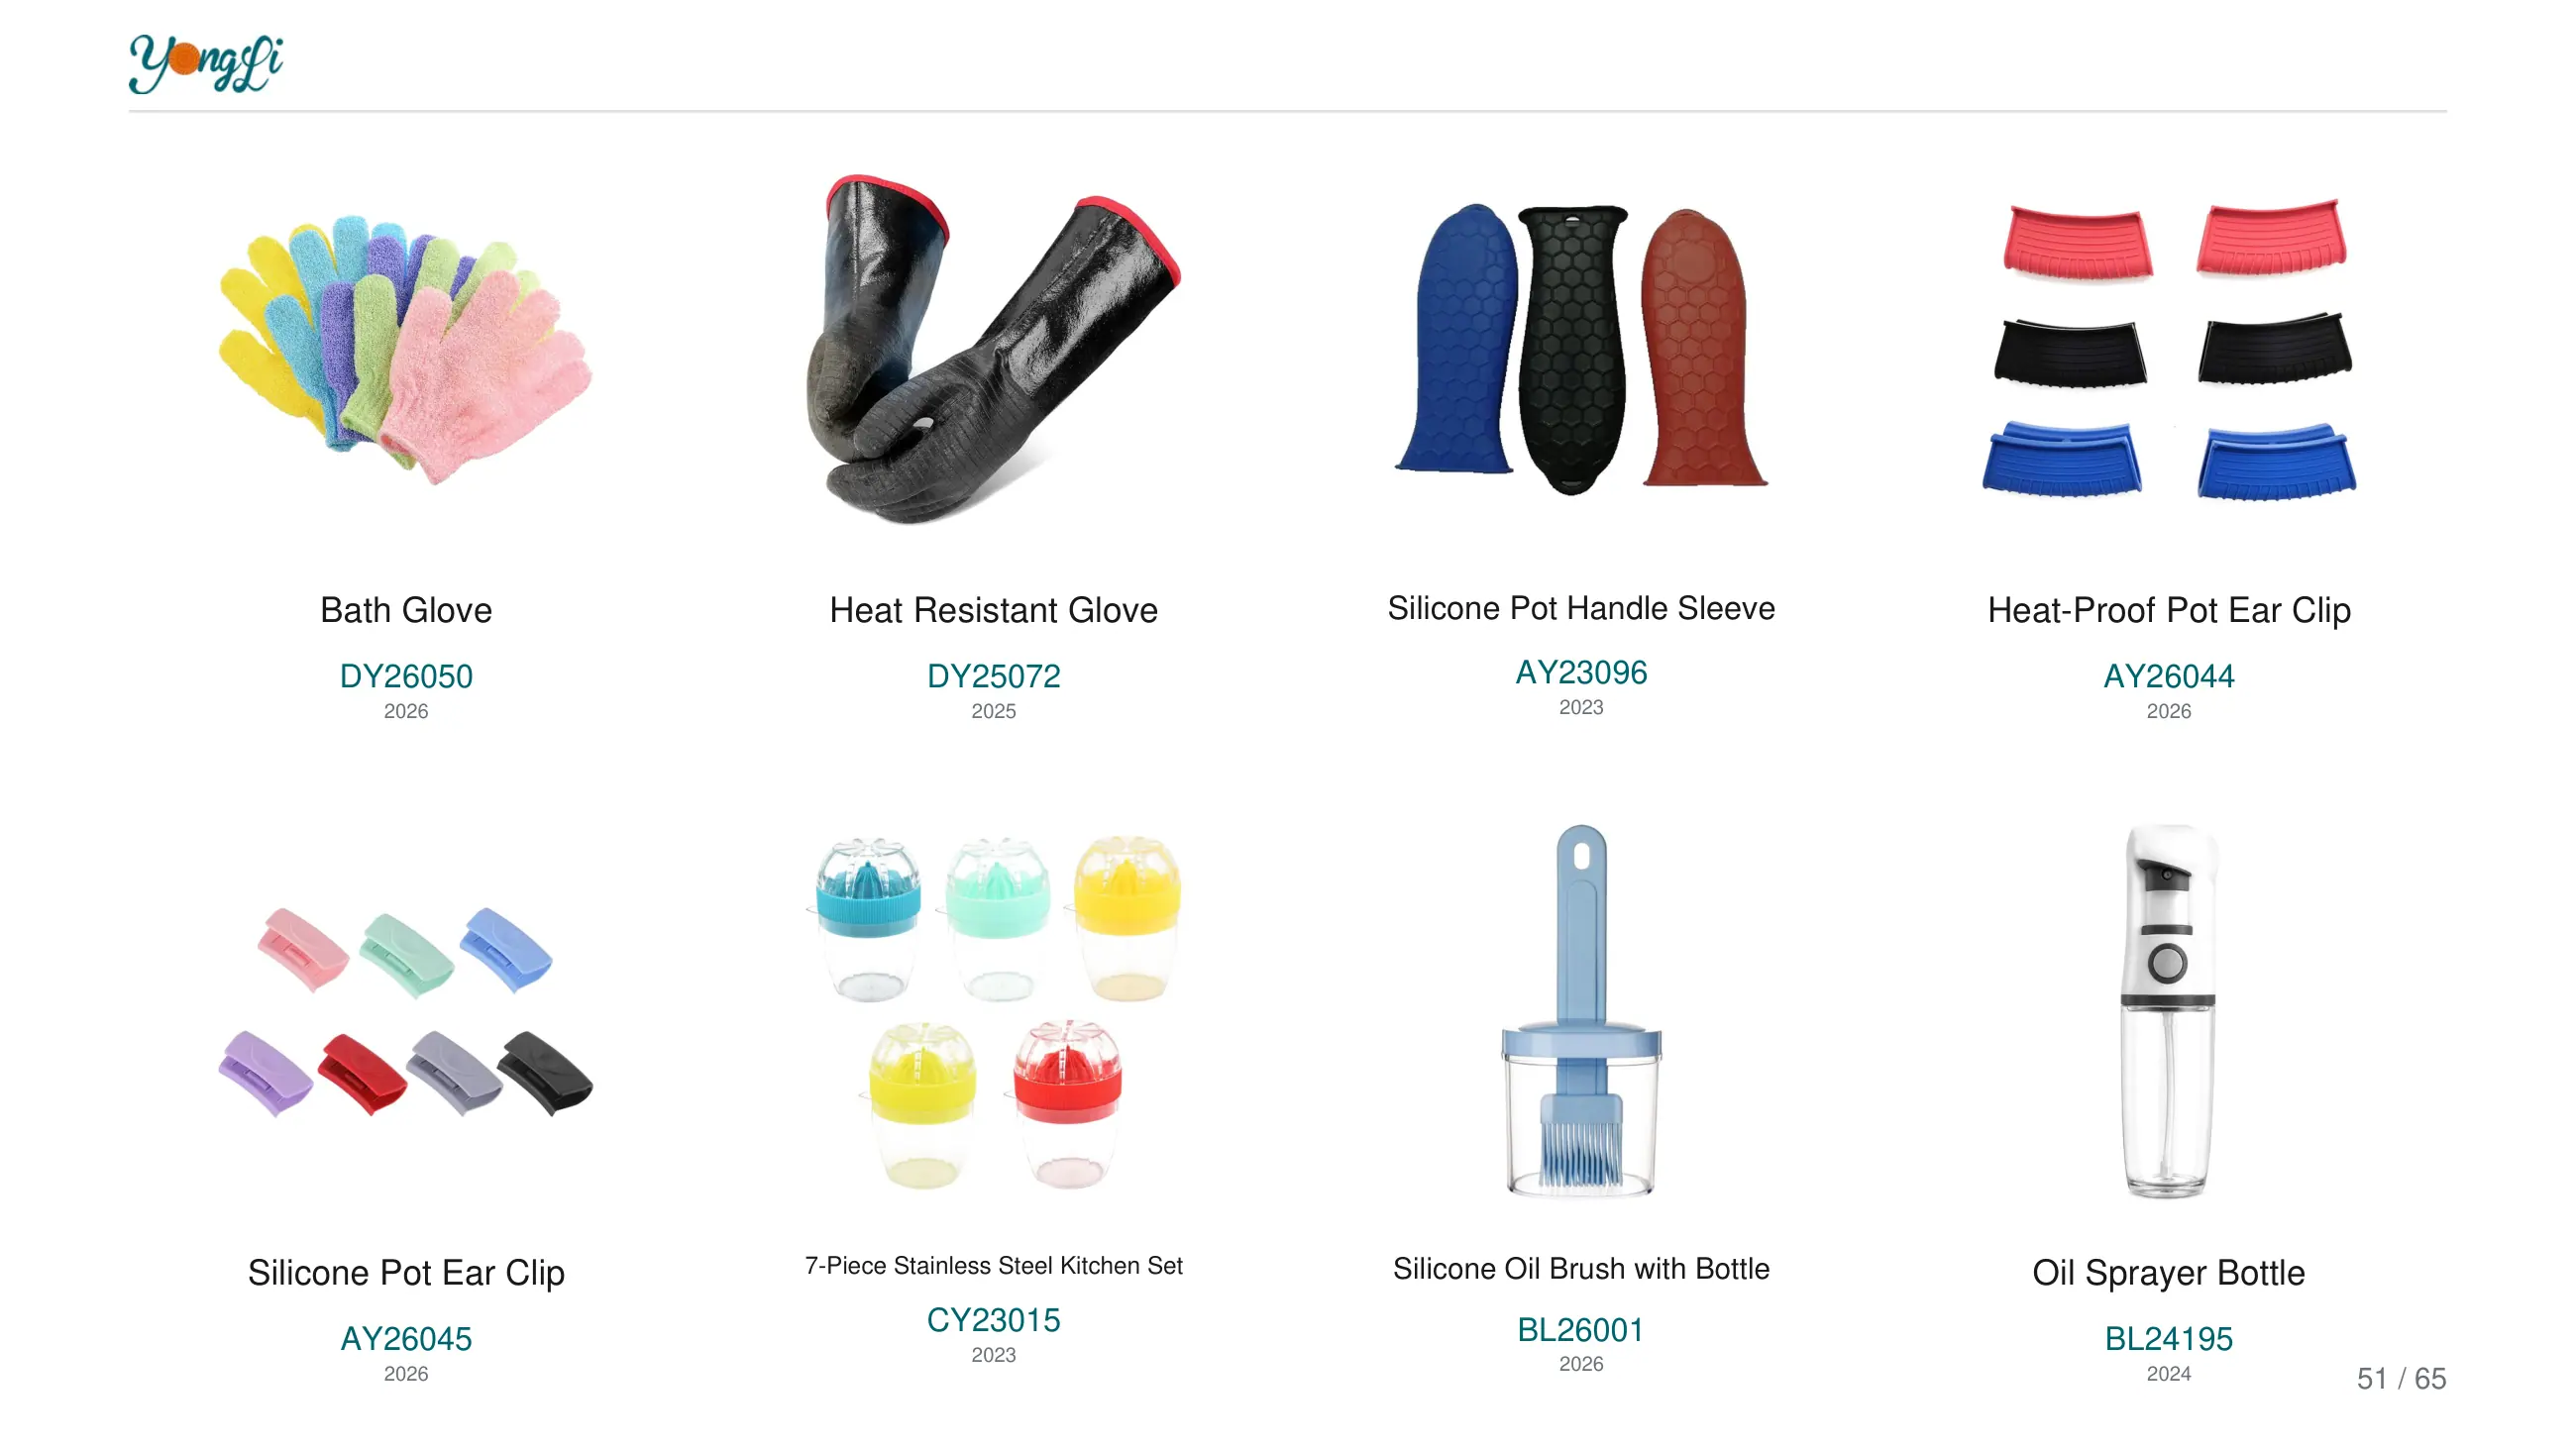 YongLi
Bath Glove
DY26050
2026
Heat Resistant Glove
DY25072
2025
Silicone Pot Handle Sleeve
AY23096
2023
Heat-Proof Pot Ear Clip
AY26044
2026
Silicone Pot Ear Clip
AY26045
2026
7-Piece Stainless Steel Kitchen Set
CY23015
2023
Silicone Oil Brush with Bottle
BL26001
2026
Oil Sprayer Bottle
BL24195
2024
51 / 65